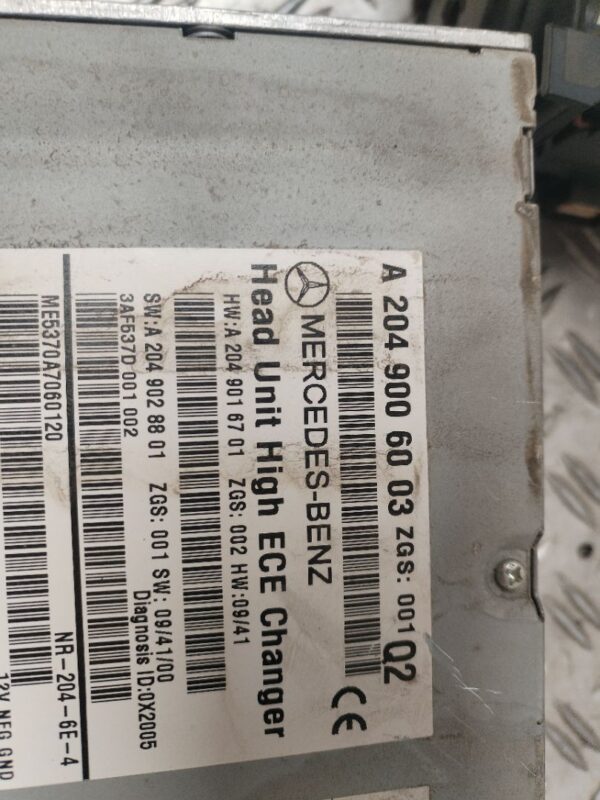 A 204 900 60 03 ZGS: 001 Q2
MERCEDES-BENZ CE
Head Unit High ECE Changer
HW:A 204 901 67 01 ZGS: 002 HW:09/41
SW:A 204 902 88 01 ZGS: 001 SW: 09/41/00
3AF537D 001 002 Diagnosis ID:0X2005
ME5370A7060120 NR-204-6E-4
12V NEG GND